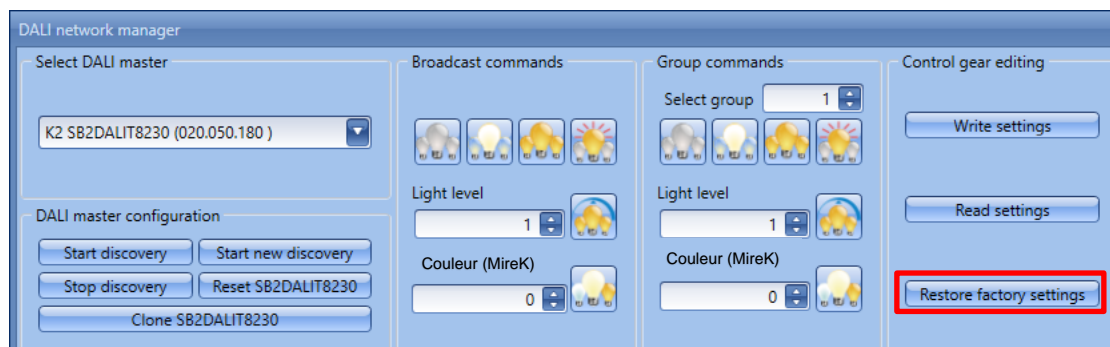 DALI network manager
Select DALI master
K2 SB2DALIT8230 (020.050.180 )
DALI master configuration
Start discovery
Start new discovery
Stop discovery
Reset SB2DALIT8230
Clone SB2DALIT8230
Broadcast commands
Light level
1
Couleur (MireK)
0
Group commands
Select group 1
Light level
1
Couleur (MireK)
0
Control gear editing
Write settings
Read settings
Restore factory settings